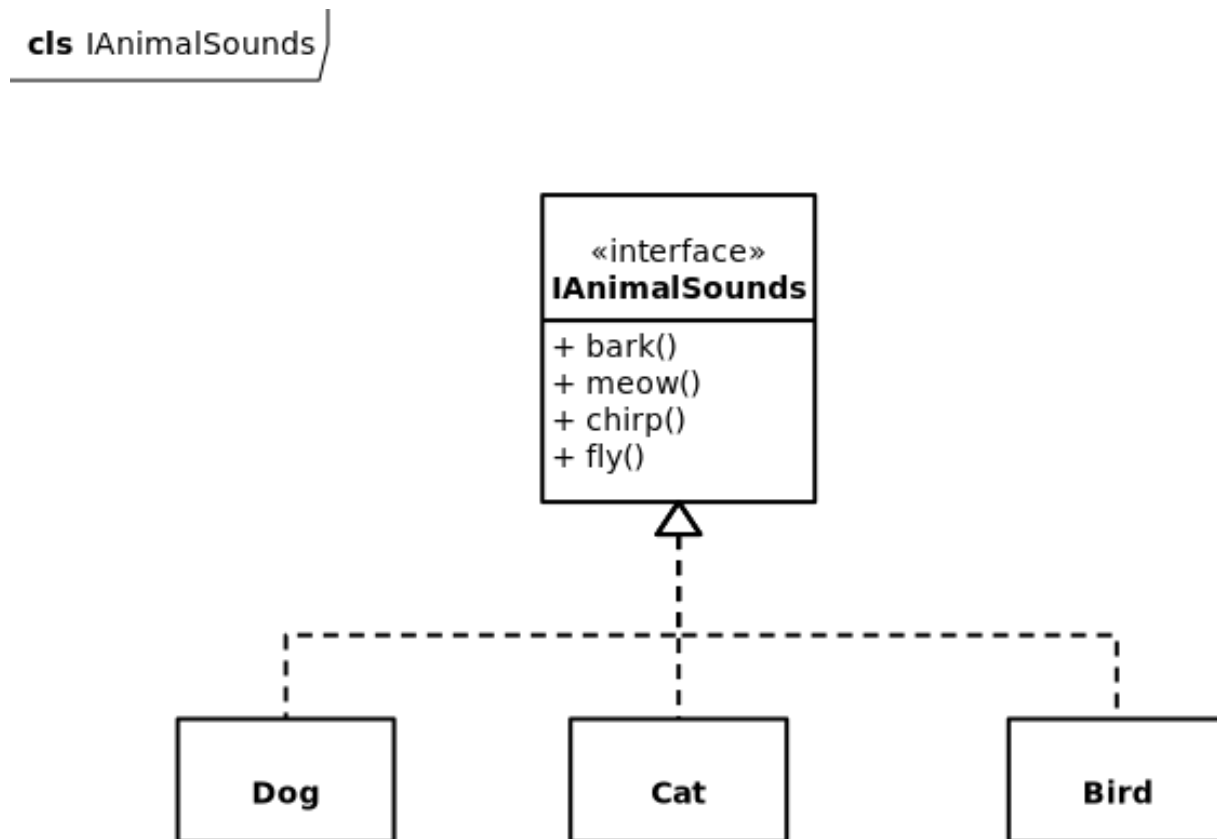 cls IAnimalSounds
«interface»
IAnimalSounds
+ bark()
+ meow()
+ chirp()
+ fly()
Dog
Cat
Bird